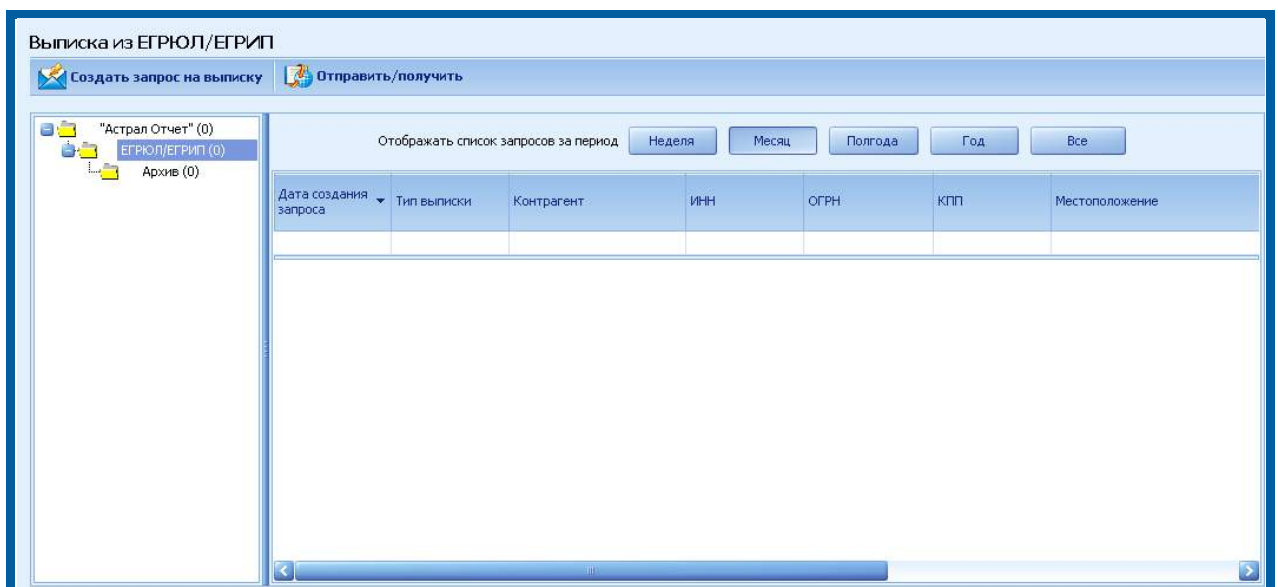 Выписка из ЕГРЮЛ/ЕГРИП
Создать запрос на выписку Отправить/получить
"Астрал Отчет" (0)
ЕГРЮЛ/ЕГРИП (0)
Архив (0)
Отображать список запросов за период Неделя Месяц Полгода Год Все
Дата создания запроса Тип выписки Контрагент ИНН ОГРН КПП Местоположение